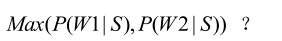 Max(P(W1 | S), P(W2 | S)) ?